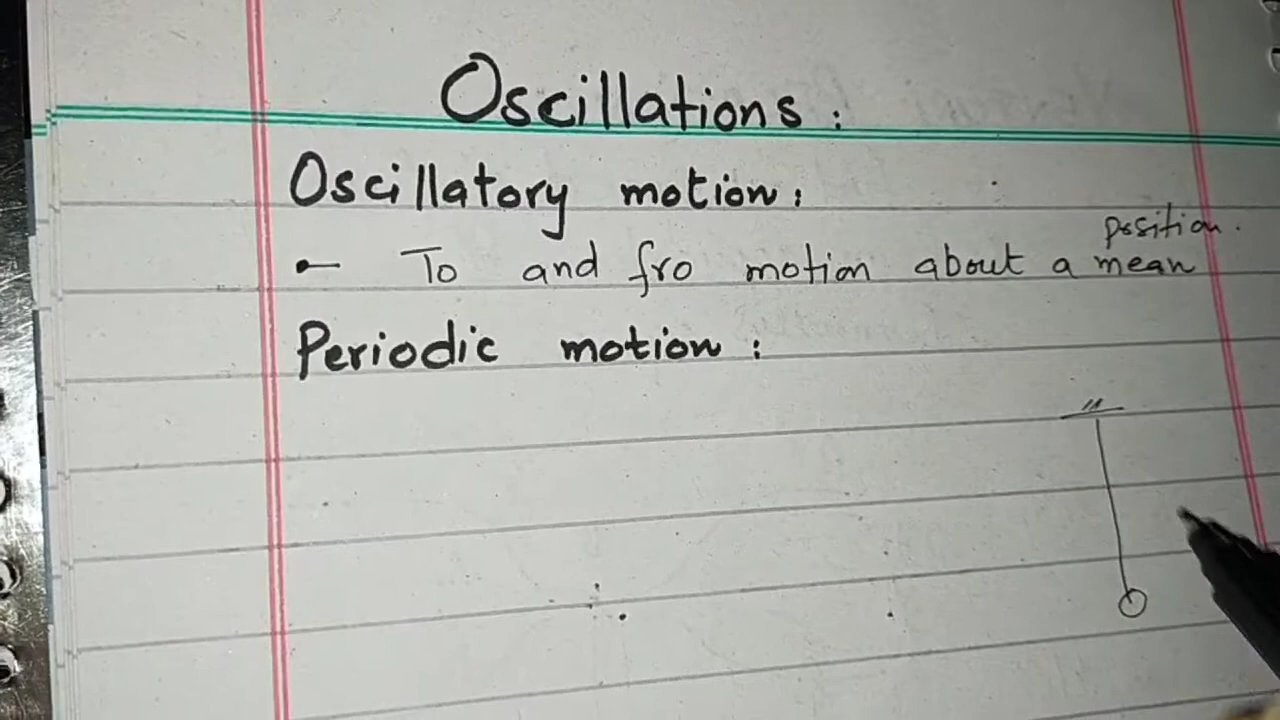 Oscillations :
Oscillatory motion :
- To and fro motion about a mean position.
Periodic motion :